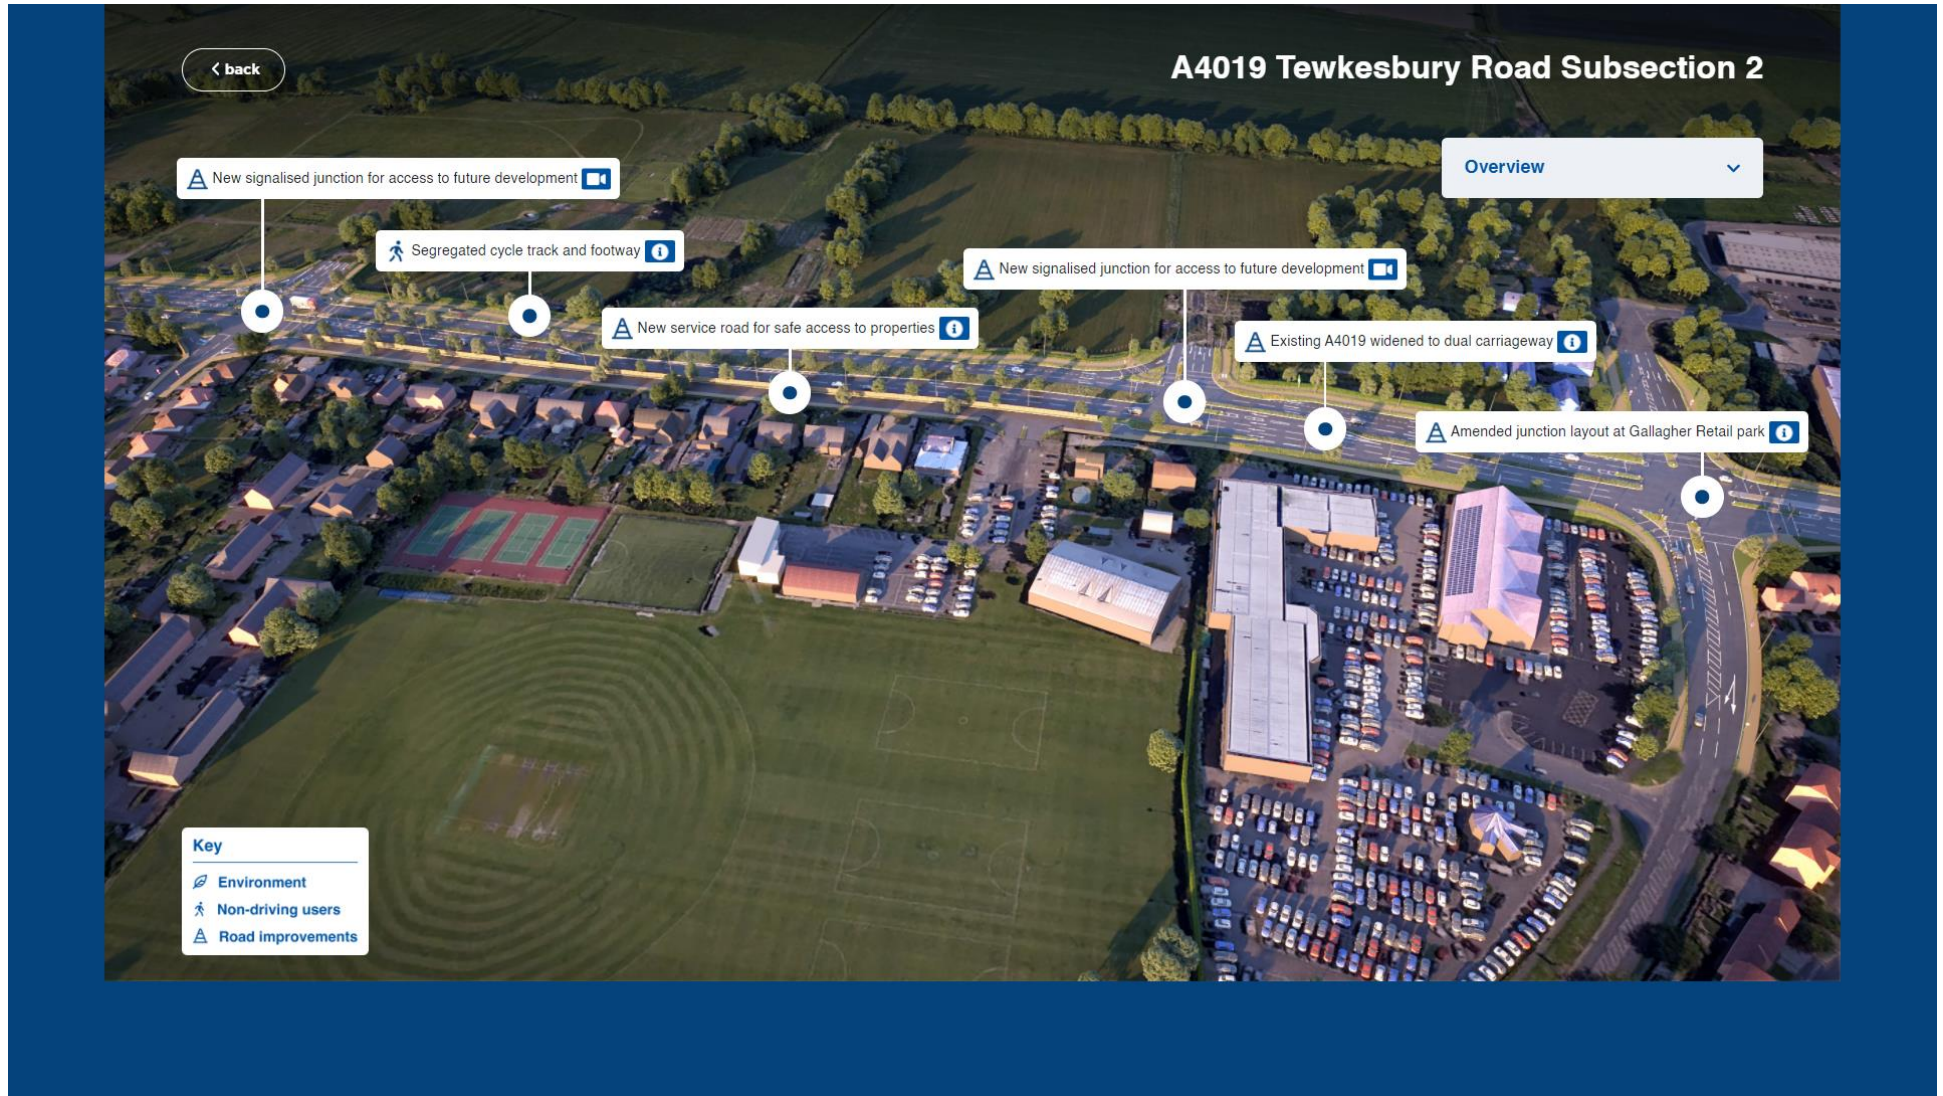 back
A4019 Tewkesbury Road Subsection 2
Overview
New signalised junction for access to future development
Segregated cycle track and footway
New signalised junction for access to future development
New service road for safe access to properties
Existing A4019 widened to dual carriageway
Amended junction layout at Gallagher Retail park
Key
Environment
Non-driving users
Road improvements